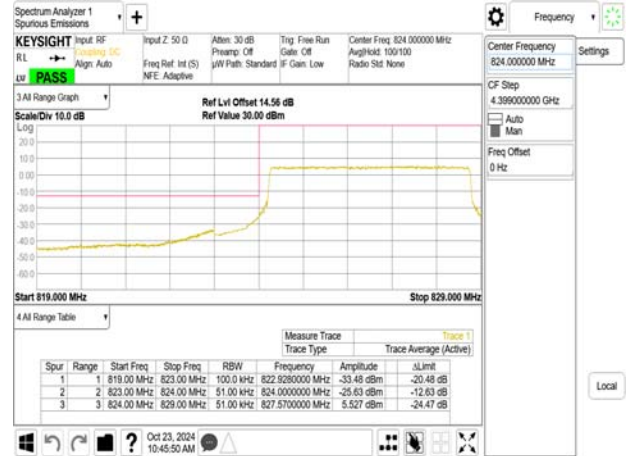 Spectrum Analyzer 1
Spurious Emissions
Frequency
KEYSIGHT Input: RF Input Z: 50 Ω Atten: 30 dB Trig: Free Run Center Freq: 824.000000 MHz
RL Coupling: DC Preamp: Off Gate: Off Avg|Hold: 100/100
Align: Auto Freq Ref: Int (S) µW Path: Standard IF Gain: Low Radio Std: None
NFE: Adaptive
PASS
Center Frequency
824.000000 MHz
Settings
CF Step
4.399000000 GHz
Auto
Man
Freq Offset
0 Hz
3 All Range Graph
Ref Lvl Offset 14.56 dB
Scale/Div 10.0 dB Ref Value 30.00 dBm
Log
20.0
10.0
0.00
-10.0
-20.0
-30.0
-40.0
-50.0
-60.0
Start 819.000 MHz Stop 829.000 MHz
4 All Range Table
Measure Trace Trace 1
Trace Type Trace Average (Active)
Spur Range Start Freq Stop Freq RBW Frequency Amplitude ΔLimit
1 1 819.00 MHz 823.00 MHz 100.0 kHz 822.9280000 MHz -33.48 dBm -20.48 dB
2 2 823.00 MHz 824.00 MHz 51.00 kHz 824.0000000 MHz -25.63 dBm -12.63 dB
3 3 824.00 MHz 829.00 MHz 51.00 kHz 827.5700000 MHz 5.527 dBm -24.47 dB
Local
Oct 23, 2024
10:45:50 AM